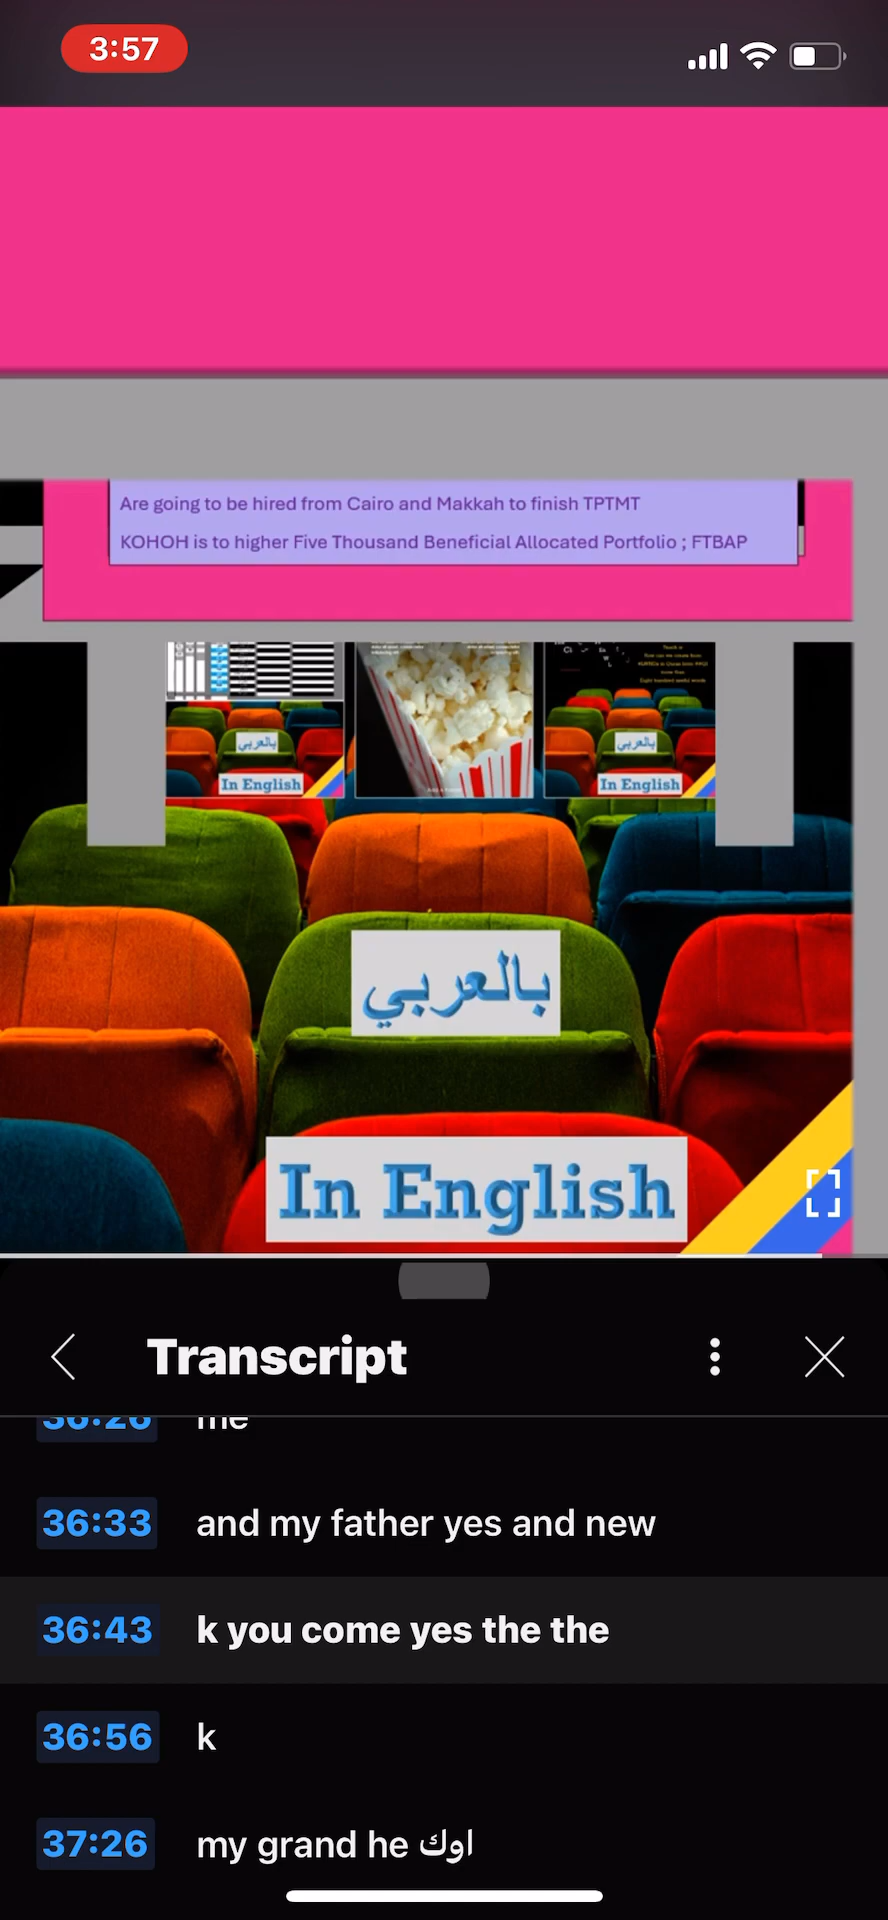 3:57
Are going to be hired from Cairo and Makkah to finish TPTMT
KOHOH is to higher Five Thousand Beneficial Allocated Portfolio ; FTBAP
بالعربي
In English
بالعربي
In English
بالعربي
In English
Transcript
36:26 me
36:33 and my father yes and new
36:43 k you come yes the the
36:56 k
37:26 my grand he اوك